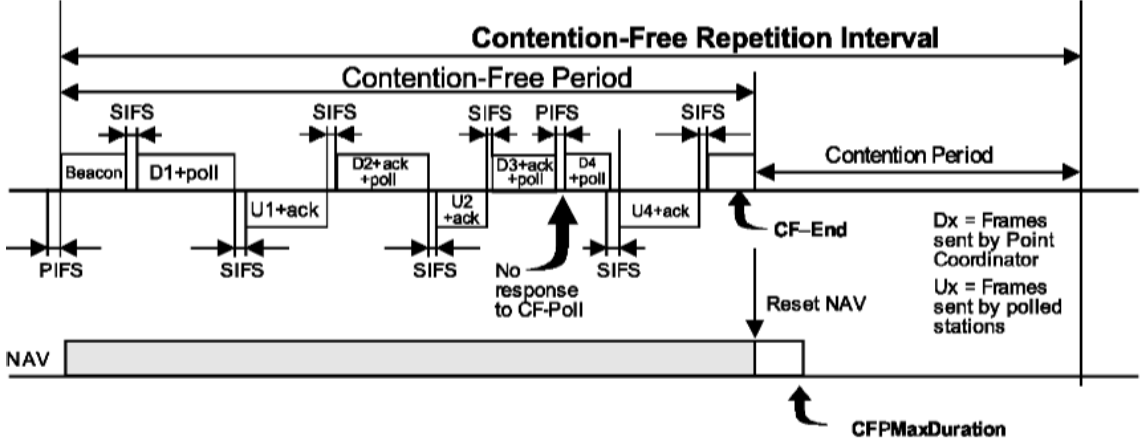 Contention-Free Repetition Interval
Contention-Free Period
SIFS
SIFS
SIFS
PIFS
SIFS
Beacon
D1+poll
D2+ack
+poll
D3+ack
+poll
D4
+poll
Contention Period
U1+ack
U2
+ack
U4+ack
CF–End
PIFS
SIFS
SIFS
SIFS
No
response
to CF-Poll
Dx = Frames
sent by Point
Coordinator
Ux = Frames
sent by polled
stations
Reset NAV
NAV
CFPMaxDuration